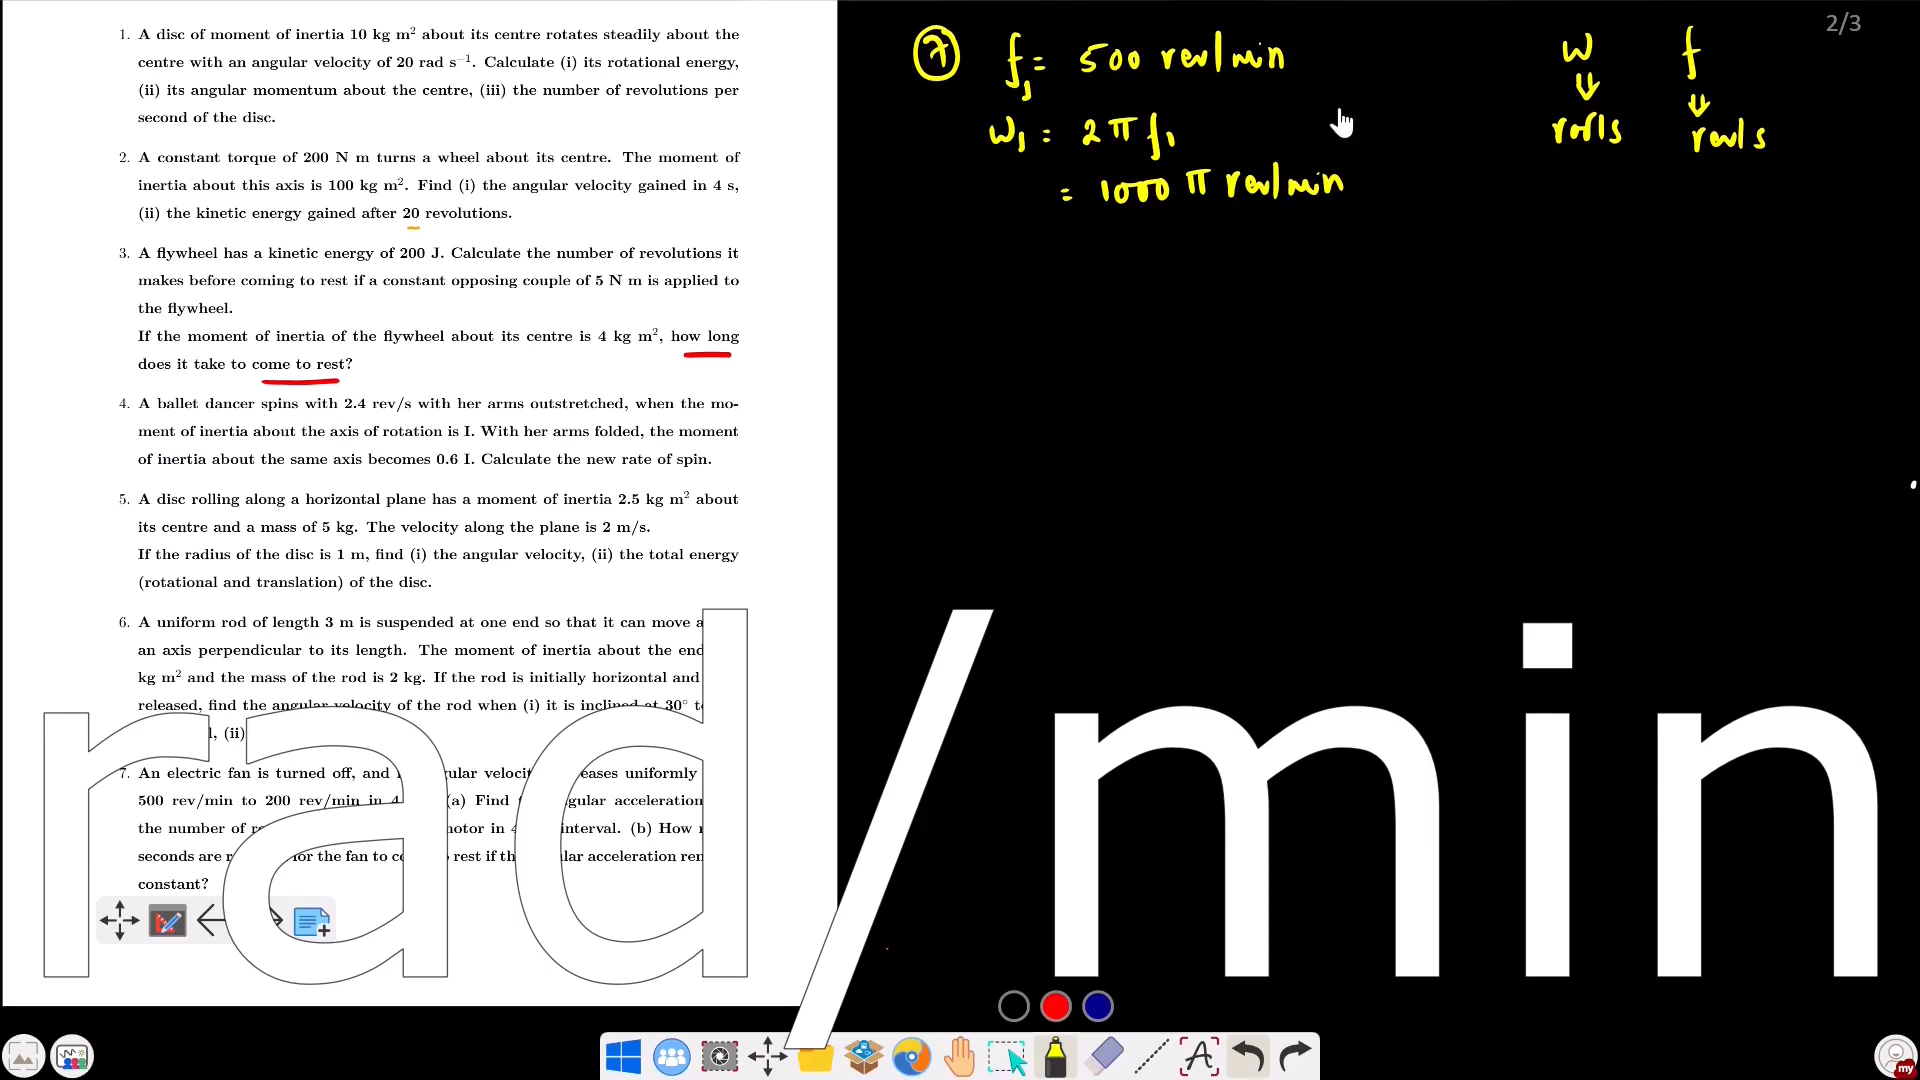 1. A disc of moment of inertia 10 kg m² about its centre rotates steadily about the
centre with an angular velocity of 20 rad s⁻¹. Calculate (i) its rotational energy,
(ii) its angular momentum about the centre, (iii) the number of revolutions per
second of the disc.
2. A constant torque of 200 N m turns a wheel about its centre. The moment of
inertia about this axis is 100 kg m². Find (i) the angular velocity gained in 4 s,
(ii) the kinetic energy gained after 20 revolutions.
3. A flywheel has a kinetic energy of 200 J. Calculate the number of revolutions it
makes before coming to rest if a constant opposing couple of 5 N m is applied to
the flywheel.
If the moment of inertia of the flywheel about its centre is 4 kg m², how long
does it take to come to rest?
4. A ballet dancer spins with 2.4 rev/s with her arms outstretched, when the mo-
ment of inertia about the axis of rotation is I. With her arms folded, the moment
of inertia about the same axis becomes 0.6 I. Calculate the new rate of spin.
5. A disc rolling along a horizontal plane has a moment of inertia 2.5 kg m² about
its centre and a mass of 5 kg. The velocity along the plane is 2 m/s.
If the radius of the disc is 1 m, find (i) the angular velocity, (ii) the total energy
(rotational and translation) of the disc.
6. A uniform rod of length 3 m is suspended at one end so that it can move
an axis perpendicular to its length. The moment of inertia about the end
kg m² and the mass of the rod is 2 kg. If the rod is initially horizontal and
released, find the angular velocity of the rod when (i) it is inclined at 30°
(ii)
7. An electric fan is turned off, and uniformly
500 rev/min to 200 rev/min in 4 (a) Find acceleration
the number of motor in interval. (b) How
seconds are for the fan to rest if acceleration
constant?
⑦ f₁ = 500 rev/min
ω₁ = 2π f₁
= 1000 π rev/min
ω f
⇓ ⇓
rad/s rev/s
2/3
rad/min
my